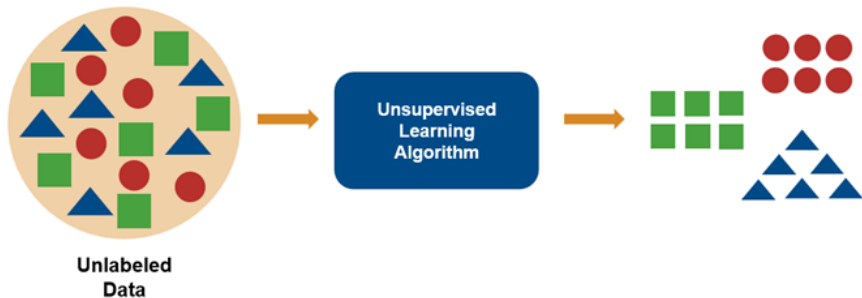 Unsupervised
Learning
Algorithm
Unlabeled
Data